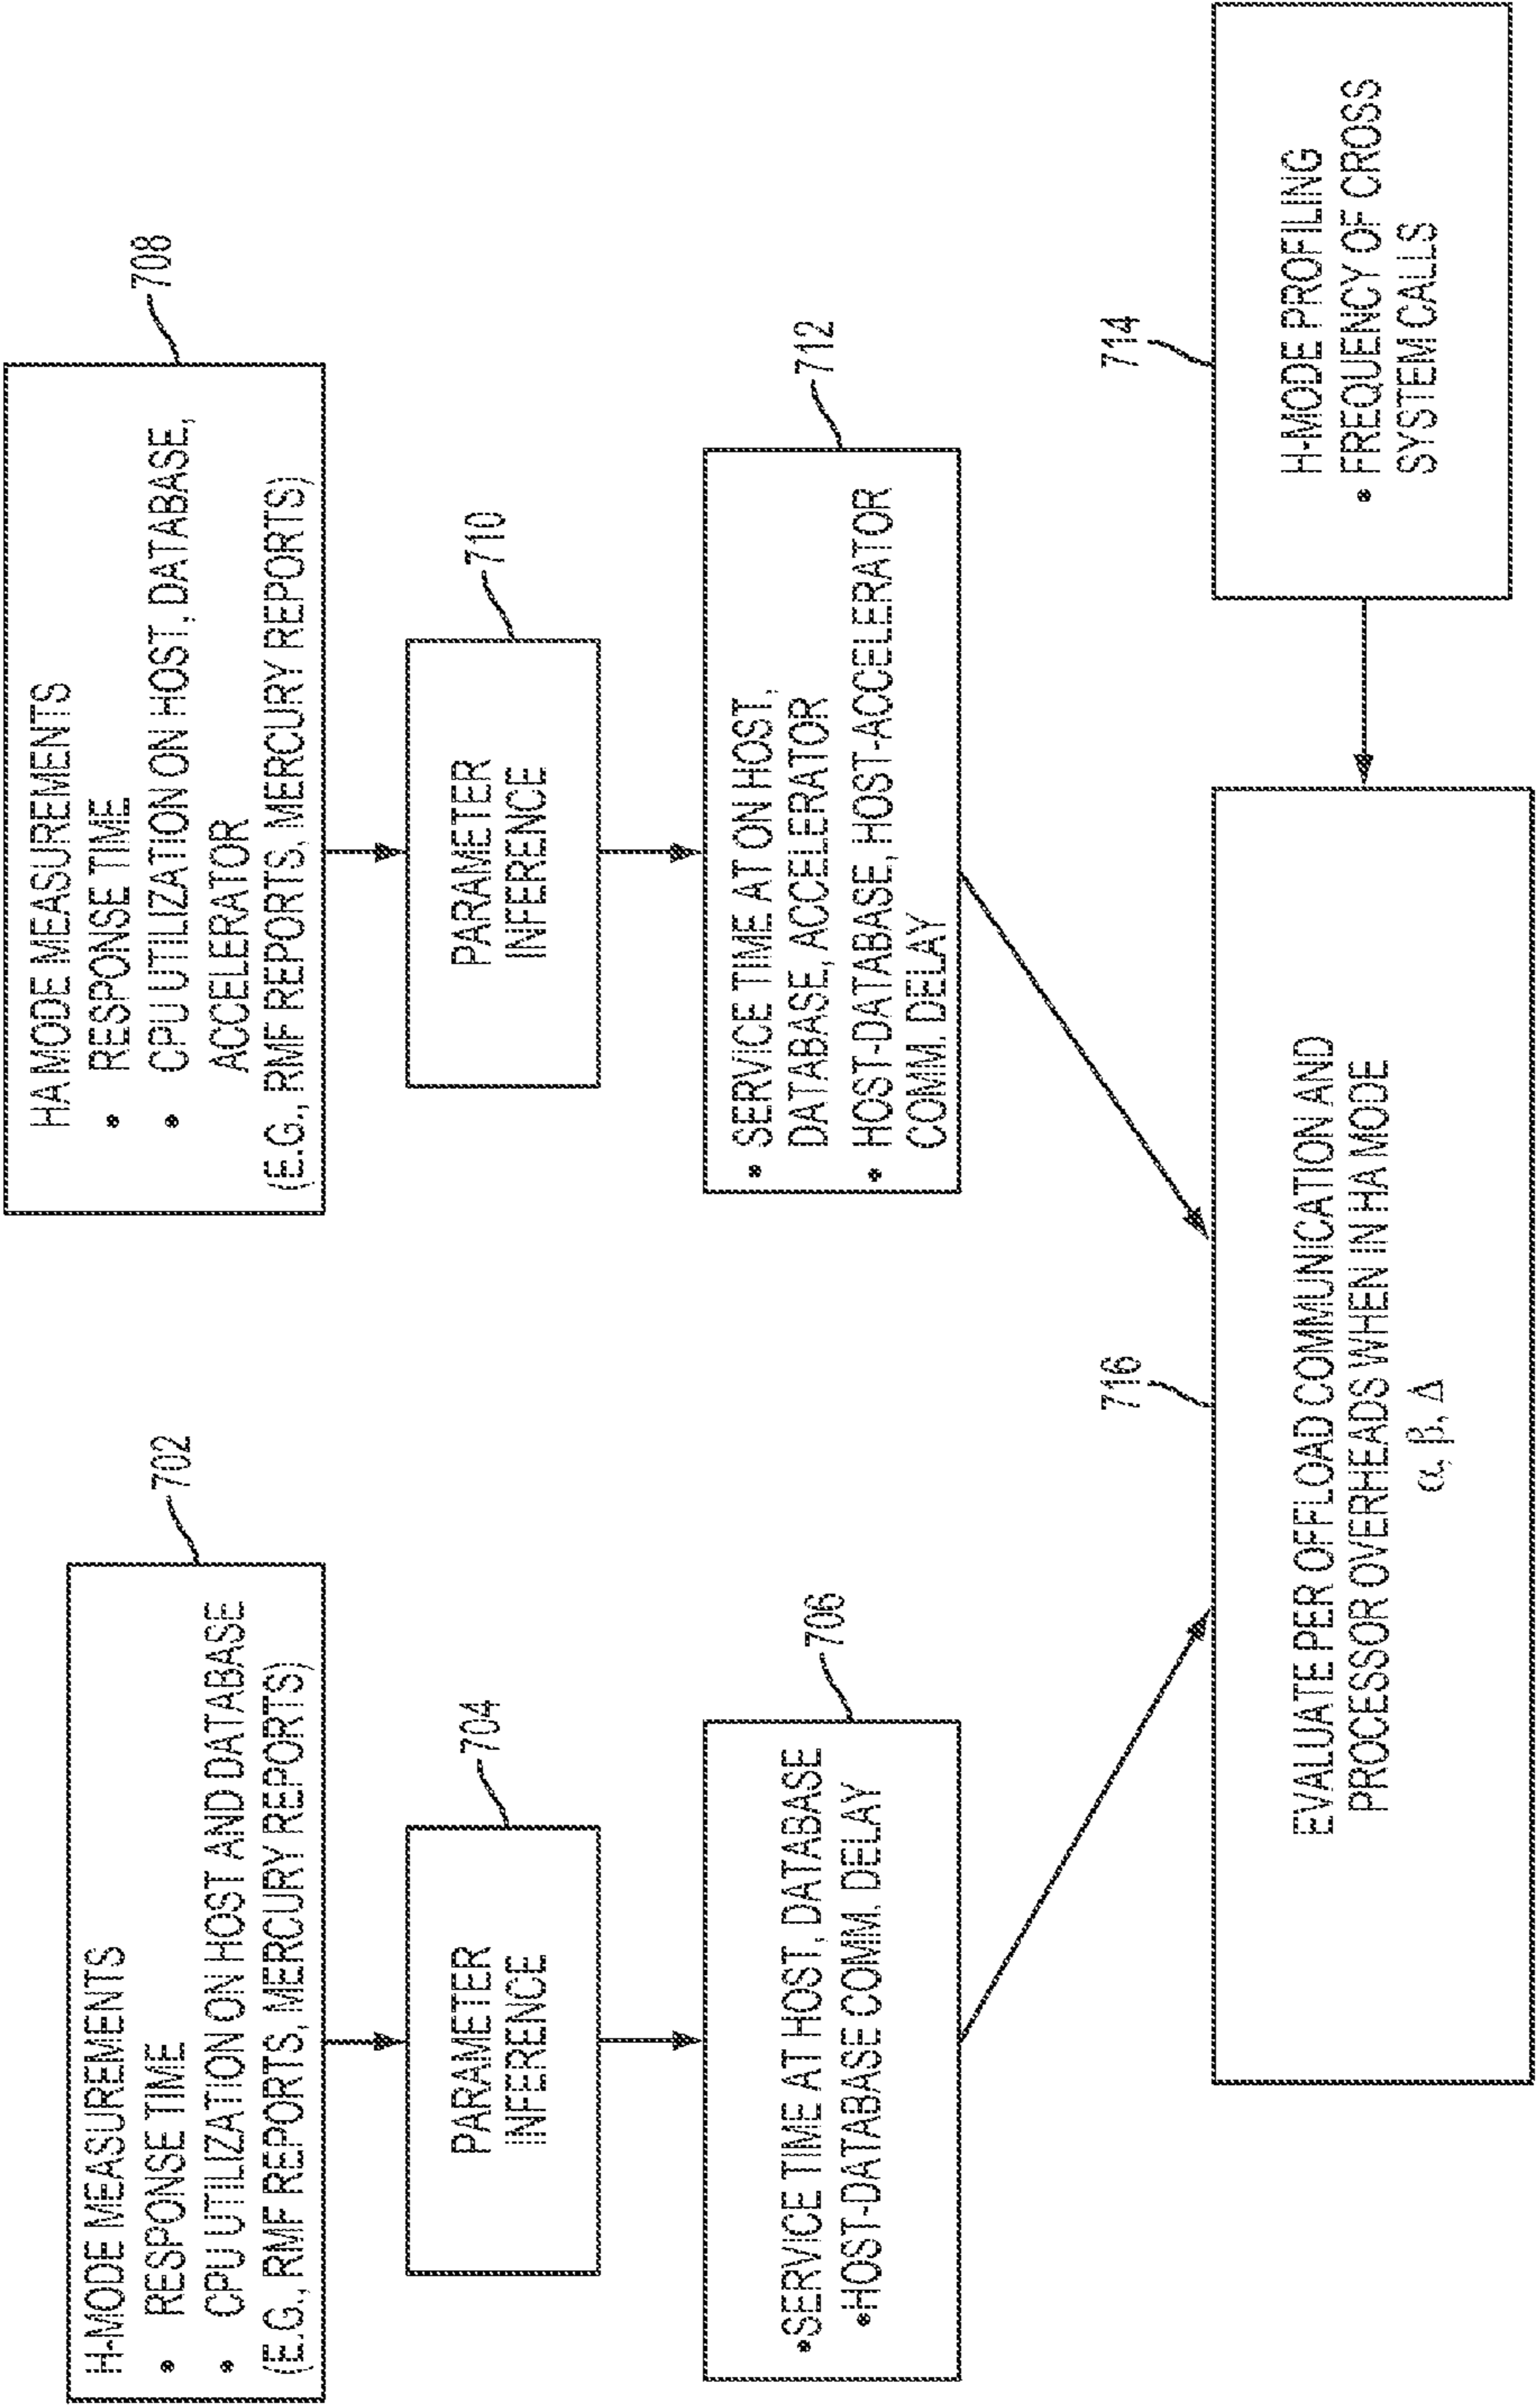 702
H-MODE MEASUREMENTS
• RESPONSE TIME
• CPU UTILIZATION ON HOST AND DATABASE
(E.G., RMF REPORTS, MERCURY REPORTS)
704
PARAMETER
INFERENCE
706
•SERVICE TIME AT HOST, DATABASE
•HOST-DATABASE COMM. DELAY
708
HA MODE MEASUREMENTS
• RESPONSE TIME
• CPU UTILIZATION ON HOST, DATABASE,
ACCELERATOR
(E.G., RMF REPORTS, MERCURY REPORTS)
710
PARAMETER
INFERENCE
712
• SERVICE TIME AT ON HOST,
DATABASE, ACCELERATOR
• HOST-DATABASE, HOST-ACCELERATOR
COMM. DELAY
714
H-MODE PROFILING
• FREQUENCY OF CROSS
SYSTEM CALLS
716
EVALUATE PER OFFLOAD COMMUNICATION AND
PROCESSOR OVERHEADS WHEN IN HA MODE
α, β, Δ